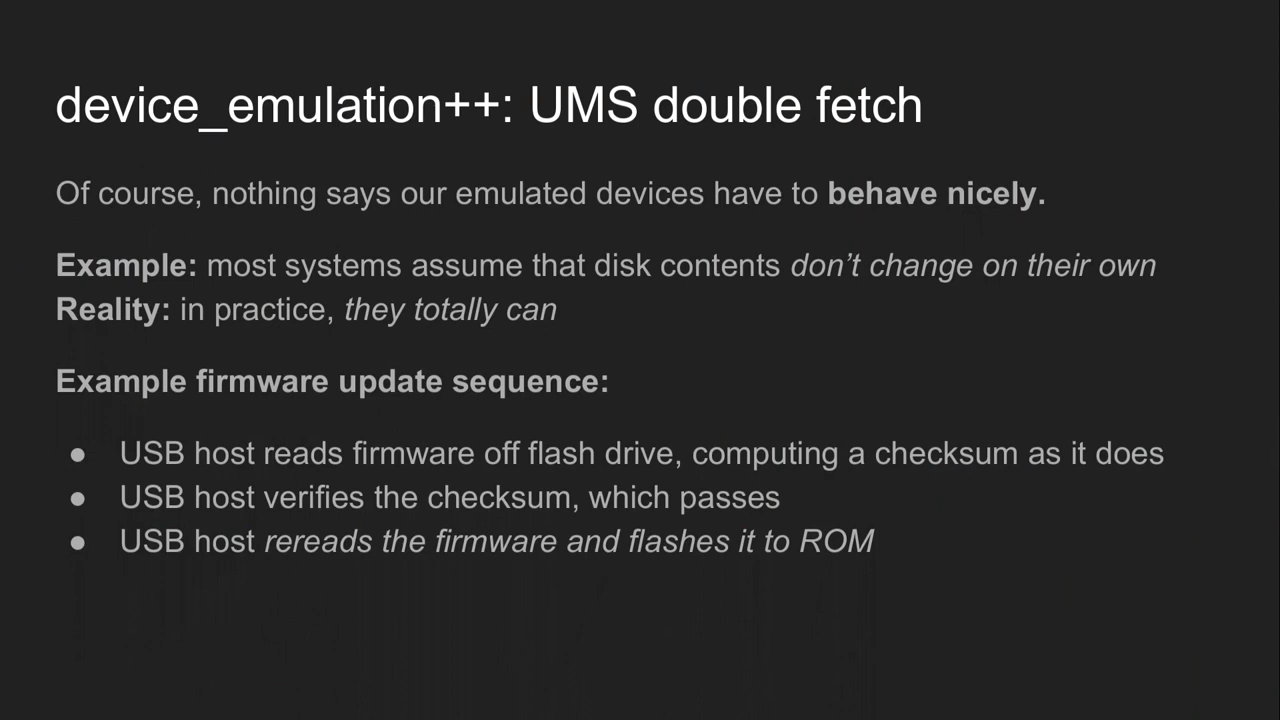 device_emulation++: UMS double fetch
Of course, nothing says our emulated devices have to behave nicely.
Example: most systems assume that disk contents don’t change on their own
Reality: in practice, they totally can
Example firmware update sequence:
● USB host reads firmware off flash drive, computing a checksum as it does
● USB host verifies the checksum, which passes
● USB host rereads the firmware and flashes it to ROM